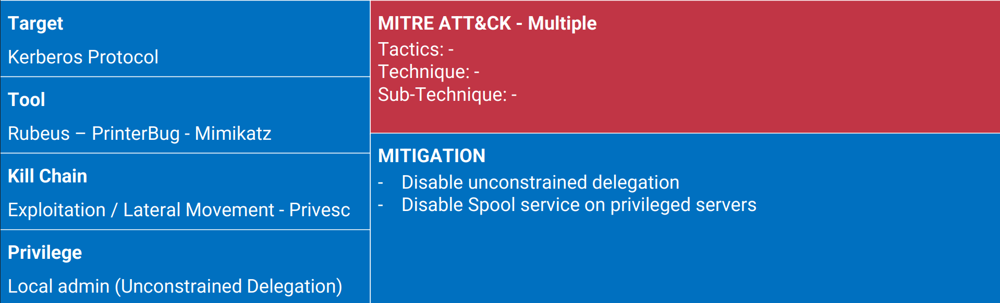 Target
Kerberos Protocol
Tool
Rubeus – PrinterBug - Mimikatz
Kill Chain
Exploitation / Lateral Movement - Privesc
Privilege
Local admin (Unconstrained Delegation)
MITRE ATT&CK - Multiple
Tactics: -
Technique: -
Sub-Technique: -
MITIGATION
- Disable unconstrained delegation
- Disable Spool service on privileged servers